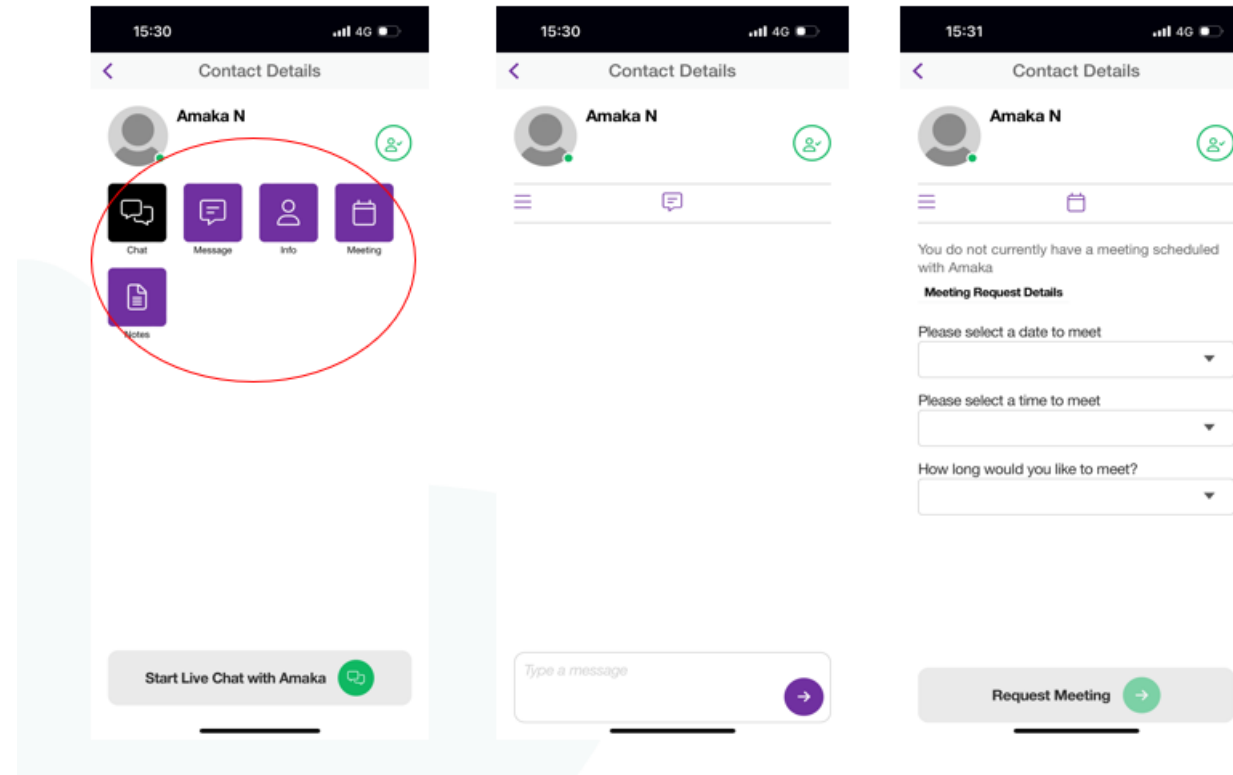 15:30
4G
Contact Details
Amaka N
Chat
Message
Info
Meeting
Notes
Start Live Chat with Amaka
15:30
4G
Contact Details
Amaka N
Type a message
15:31
4G
Contact Details
Amaka N
You do not currently have a meeting scheduled
with Amaka
Meeting Request Details
Please select a date to meet
Please select a time to meet
How long would you like to meet?
Request Meeting